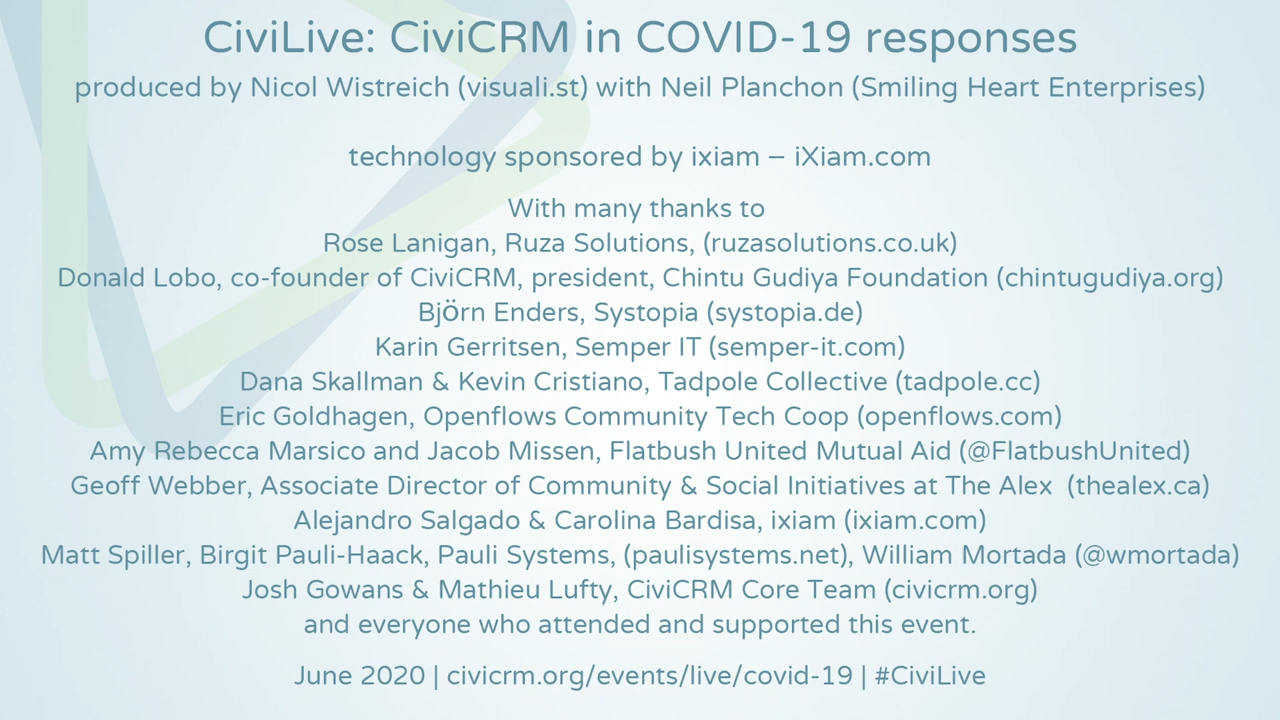 CiviLive: CiviCRM in COVID-19 responses
produced by Nicol Wistreich (visuali.st) with Neil Planchon (Smiling Heart Enterprises)
technology sponsored by ixiam – iXiam.com
With many thanks to
Rose Lanigan, Ruza Solutions, (ruzasolutions.co.uk)
Donald Lobo, co-founder of CiviCRM, president, Chintu Gudiya Foundation (chintugudiya.org)
Björn Enders, Systopia (systopia.de)
Karin Gerritsen, Semper IT (semper-it.com)
Dana Skallman & Kevin Cristiano, Tadpole Collective (tadpole.cc)
Eric Goldhagen, Openflows Community Tech Coop (openflows.com)
Amy Rebecca Marsico and Jacob Missen, Flatbush United Mutual Aid (@FlatbushUnited)
Geoff Webber, Associate Director of Community & Social Initiatives at The Alex  (thealex.ca)
Alejandro Salgado & Carolina Bardisa, ixiam (ixiam.com)
Matt Spiller, Birgit Pauli-Haack, Pauli Systems, (paulisystems.net), William Mortada (@wmortada)
Josh Gowans & Mathieu Lufty, CiviCRM Core Team (civicrm.org)
and everyone who attended and supported this event.
June 2020 | civicrm.org/events/live/covid-19 | #CiviLive